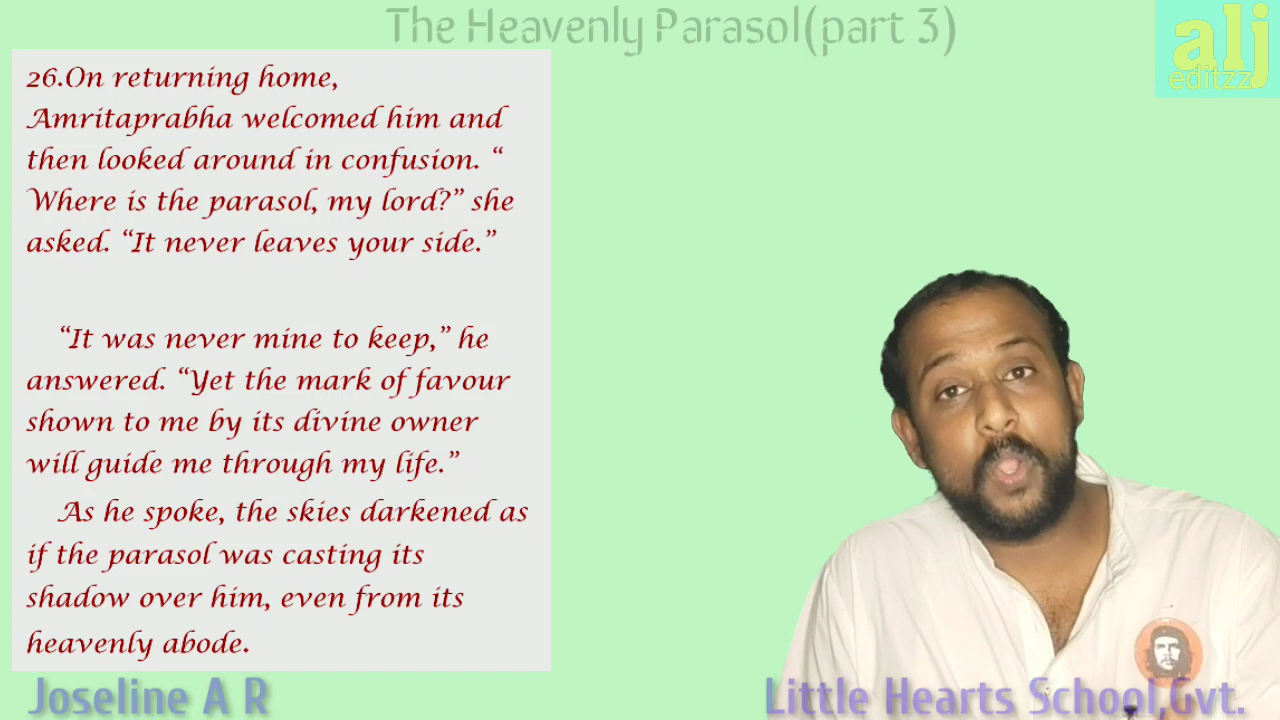 The Heavenly Parasol(part 3)
alj
editzz
26.On returning home,
Amritaprabha welcomed him and
then looked around in confusion. “
Where is the parasol, my lord?” she
asked. “It never leaves your side.”
“It was never mine to keep,” he
answered. “Yet the mark of favour
shown to me by its divine owner
will guide me through my life.”
As he spoke, the skies darkened as
if the parasol was casting its
shadow over him, even from its
heavenly abode.
Joseline A R
Little Hearts School,Gvt.